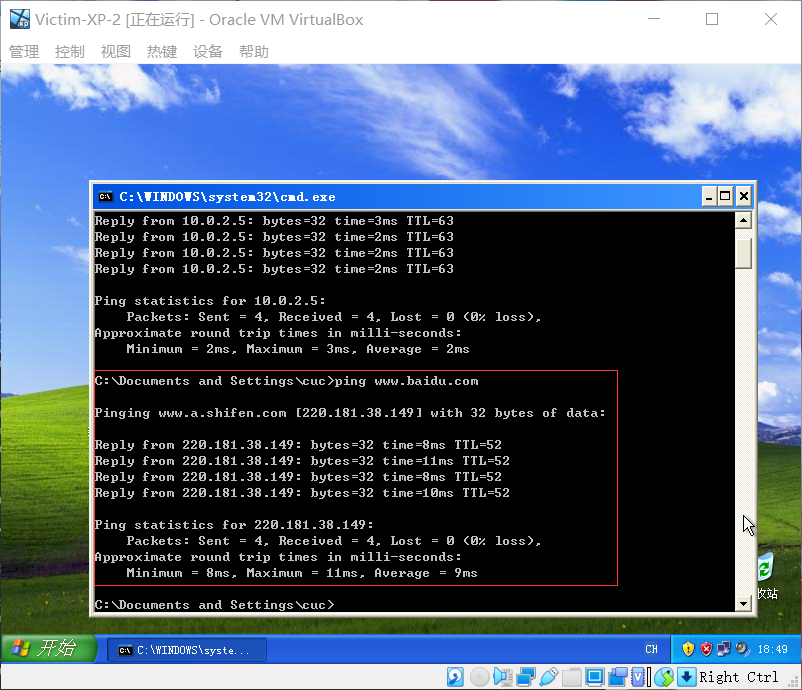 Victim-XP-2 [正在运行] - Oracle VM VirtualBox
管理 控制 视图 热键 设备 帮助
C:\WINDOWS\system32\cmd.exe
Reply from 10.0.2.5: bytes=32 time=3ms TTL=63
Reply from 10.0.2.5: bytes=32 time=2ms TTL=63
Reply from 10.0.2.5: bytes=32 time=2ms TTL=63
Reply from 10.0.2.5: bytes=32 time=2ms TTL=63
Ping statistics for 10.0.2.5:
Packets: Sent = 4, Received = 4, Lost = 0 (0% loss),
Approximate round trip times in milli-seconds:
Minimum = 2ms, Maximum = 3ms, Average = 2ms
C:\Documents and Settings\cuc>ping www.baidu.com
Pinging www.a.shifen.com [220.181.38.149] with 32 bytes of data:
Reply from 220.181.38.149: bytes=32 time=8ms TTL=52
Reply from 220.181.38.149: bytes=32 time=11ms TTL=52
Reply from 220.181.38.149: bytes=32 time=8ms TTL=52
Reply from 220.181.38.149: bytes=32 time=10ms TTL=52
Ping statistics for 220.181.38.149:
Packets: Sent = 4, Received = 4, Lost = 0 (0% loss),
Approximate round trip times in milli-seconds:
Minimum = 8ms, Maximum = 11ms, Average = 9ms
C:\Documents and Settings\cuc>
收站
开始
C:\WINDOWS\syste...
CH
18:49
Right Ctrl